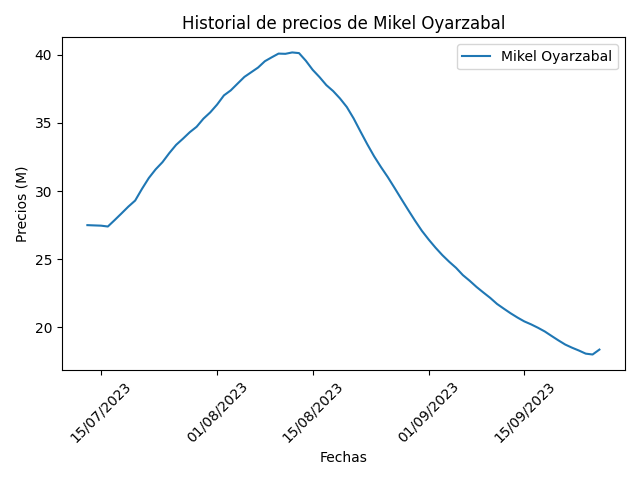 Historial de precios de Mikel Oyarzabal
Mikel Oyarzabal
Precios (M)
40
35
30
25
20
15/07/2023
01/08/2023
15/08/2023
01/09/2023
15/09/2023
Fechas